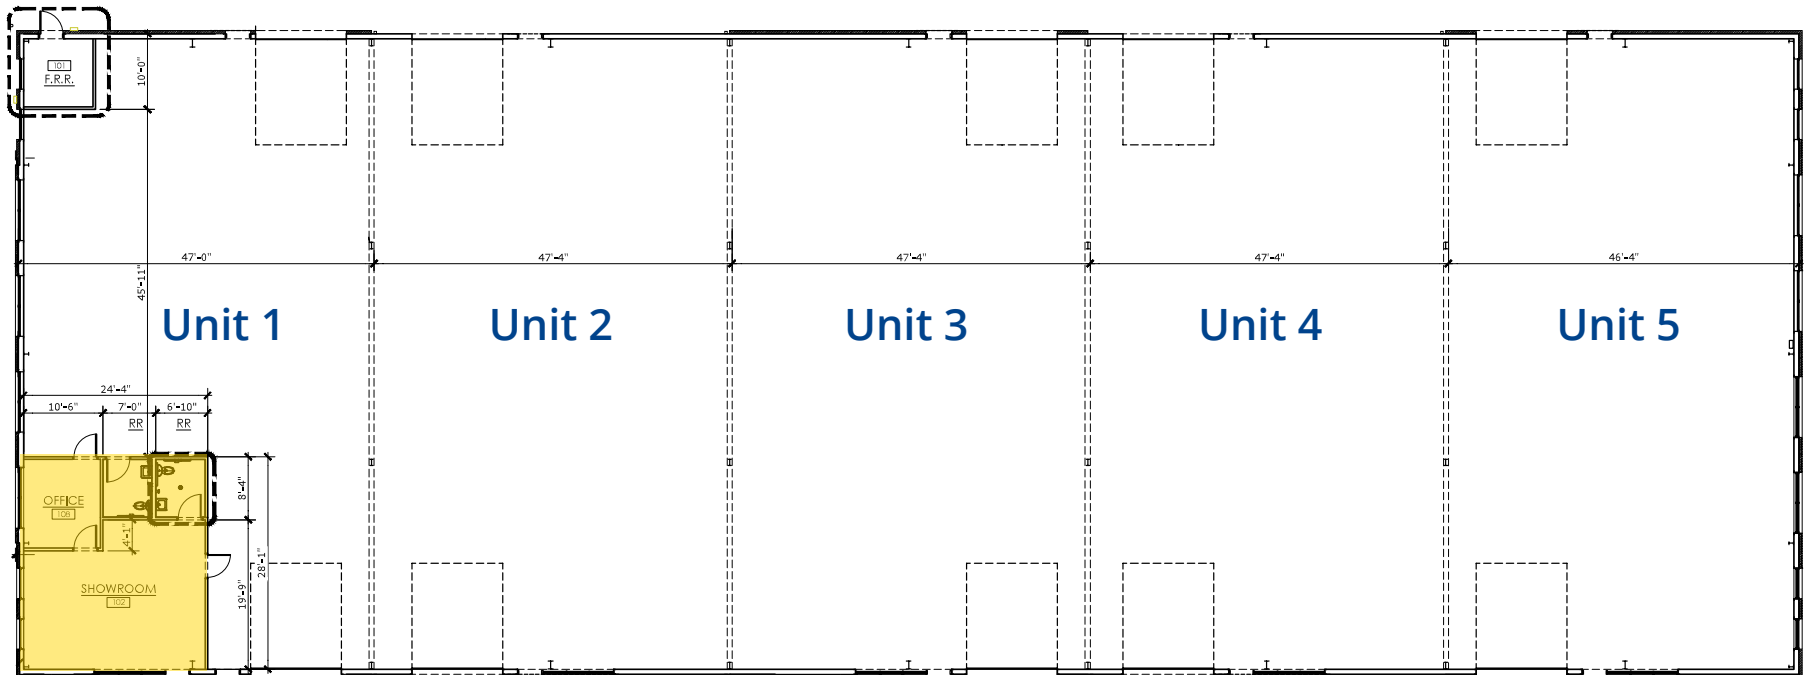 101
F.R.R.
10'-0"
47'-0"
47'-4"
47'-4"
47'-4"
46'-4"
45'-11"
Unit 1
Unit 2
Unit 3
Unit 4
Unit 5
24'-4"
10'-6"
7'-0"
6'-10"
RR
RR
OFFICE
103
8'-4"
4'-1"
28'-1"
19'-9"
SHOWROOM
102